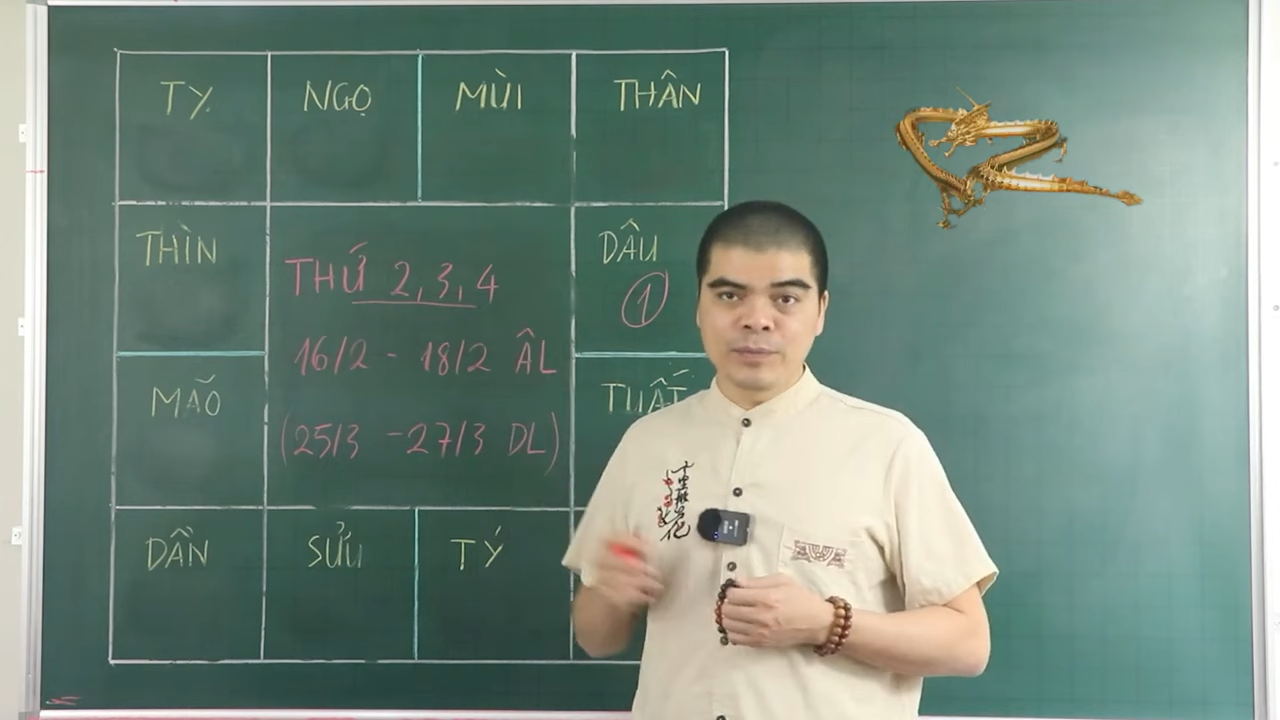 TỴ NGỌ MÙI THÂN
THÌN DẬU
THỨ 2, 3, 4 1
16/2 - 18/2 ÂL
MÃO TUẤT
(25/3 - 27/3 DL)
DẦN SỬU TÝ